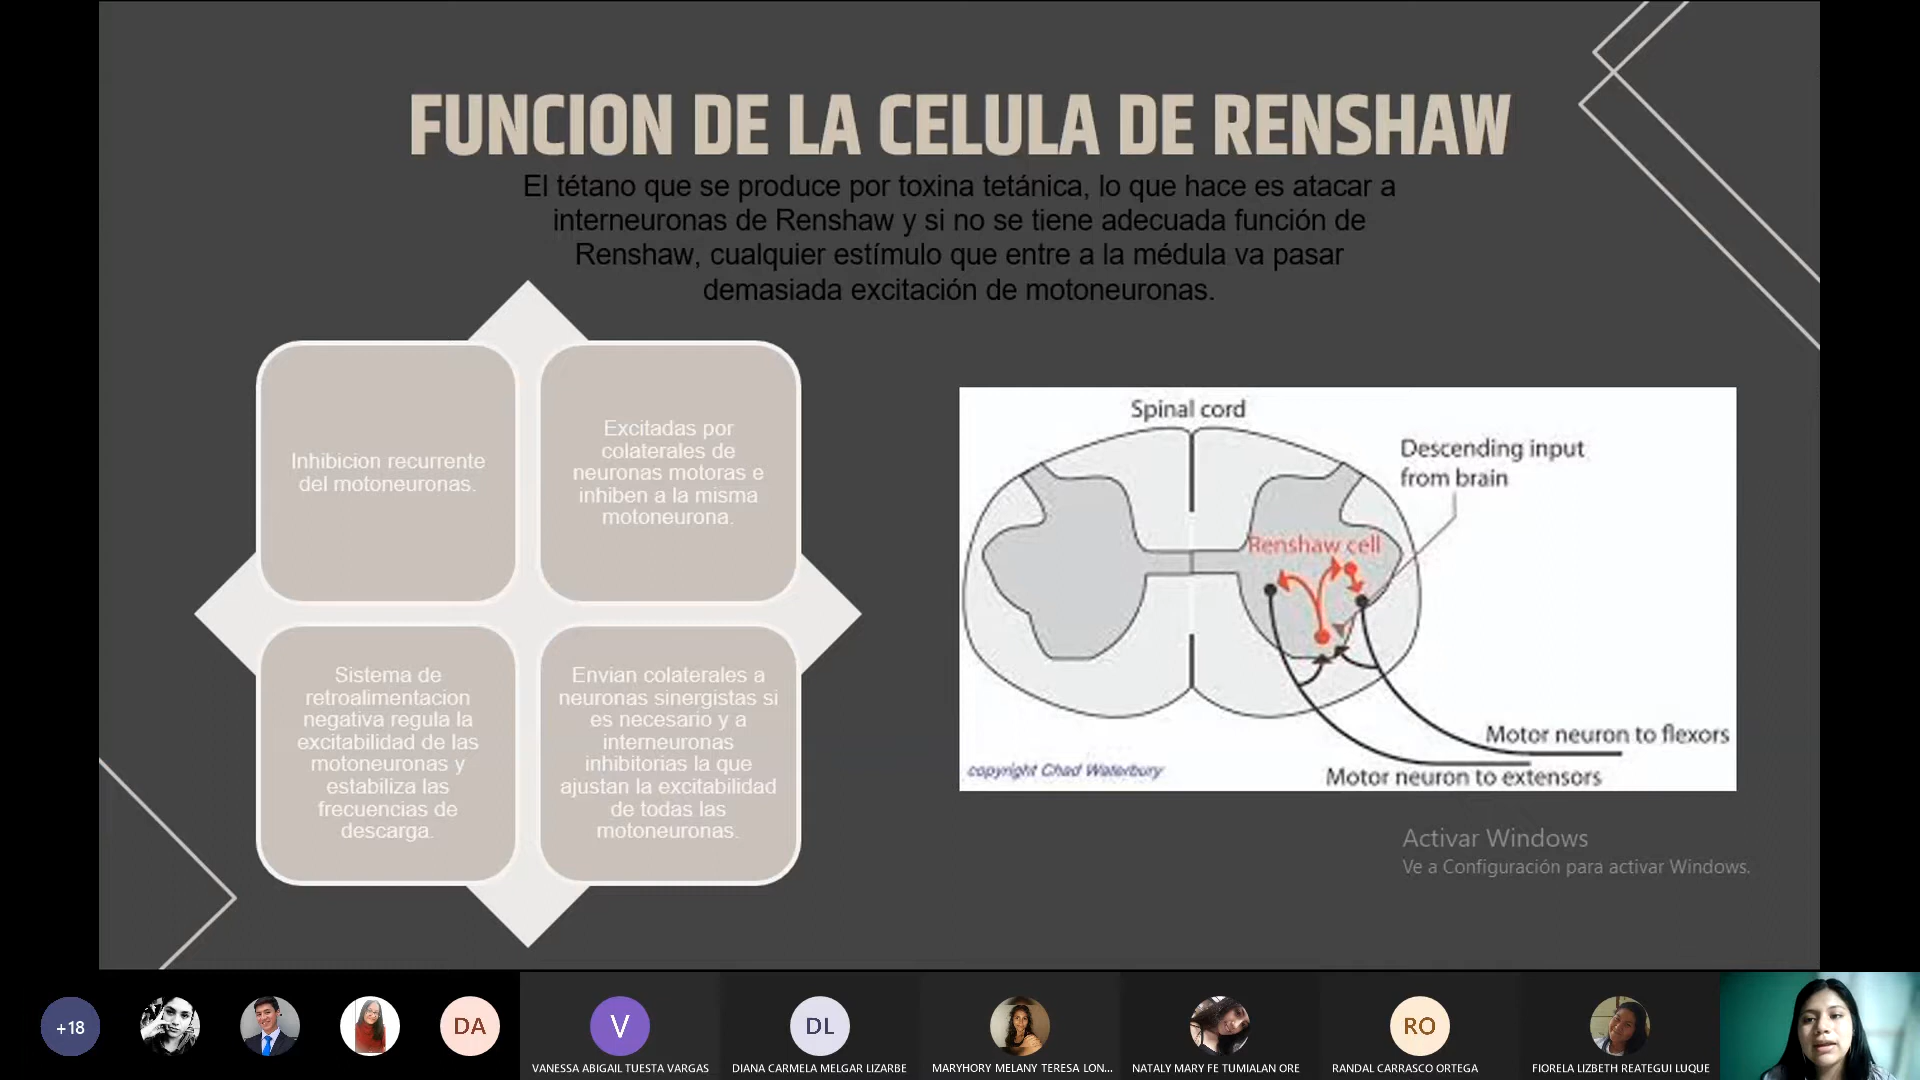 FUNCION DE LA CELULA DE RENSHAW
El tétano que se produce por toxina tetánica, lo que hace es atacar a
interneuronas de Renshaw y si no se tiene adecuada función de
Renshaw, cualquier estímulo que entre a la médula va pasar
demasiada excitación de motoneuronas.
Inhibicion recurrente
del motoneuronas.
Excitadas por
colaterales de
neuronas motoras e
inhiben a la misma
motoneurona.
Sistema de
retroalimentacion
negativa regula la
excitabilidad de las
motoneuronas y
estabiliza las
frecuencias de
descarga.
Envian colaterales a
neuronas sinergistas si
es necesario y a
interneuronas
inhibitorias la que
ajustan la excitabilidad
de todas las
motoneuronas.
Spinal cord
Descending input
from brain
Renshaw cell
Motor neuron to flexors
Motor neuron to extensors
copyright Chad Waterbury
Activar Windows
Ve a Configuración para activar Windows.
+18
DA
V
DL
RO
VANESSA ABIGAIL TUESTA VARGAS
DIANA CARMELA MELGAR LIZARBE
MARYHORY MELANY TERESA LON...
NATALY MARY FE TUMIALAN ORE
RANDAL CARRASCO ORTEGA
FIORELA LIZBETH REATEGUI LUQUE